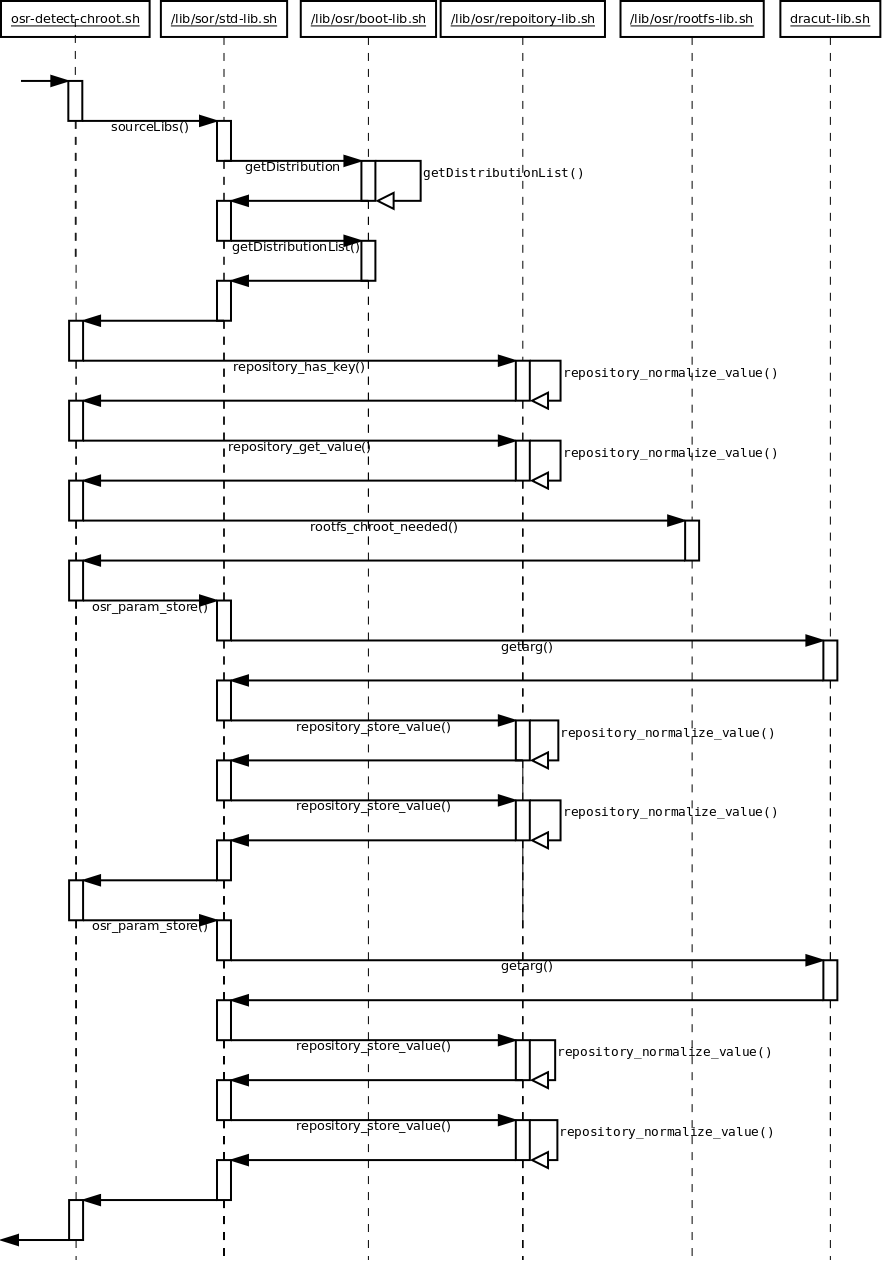 osr-detect-chroot.sh /lib/sor/std-lib.sh /lib/osr/boot-lib.sh /lib/osr/repoitory-lib.sh /lib/osr/rootfs-lib.sh dracut-lib.sh
sourceLibs()
getDistribution
getDistributionList()
getDistributionList()
repository_has_key()
repository_normalize_value()
repository_get_value()
repository_normalize_value()
rootfs_chroot_needed()
osr_param_store()
getarg()
repository_store_value()
repository_normalize_value()
repository_store_value()
repository_normalize_value()
osr_param_store()
getarg()
repository_store_value()
repository_normalize_value()
repository_store_value()
repository_normalize_value()